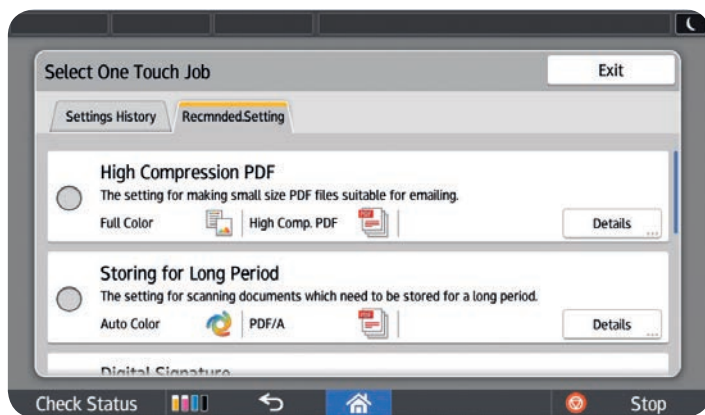 Select One Touch Job
Exit
Settings History
Recmnded.Setting
High Compression PDF
The setting for making small size PDF files suitable for emailing.
Full Color
High Comp. PDF
Details
Storing for Long Period
The setting for scanning documents which need to be stored for a long period.
Auto Color
PDF/A
Details
Digital Signature
Check Status
Stop